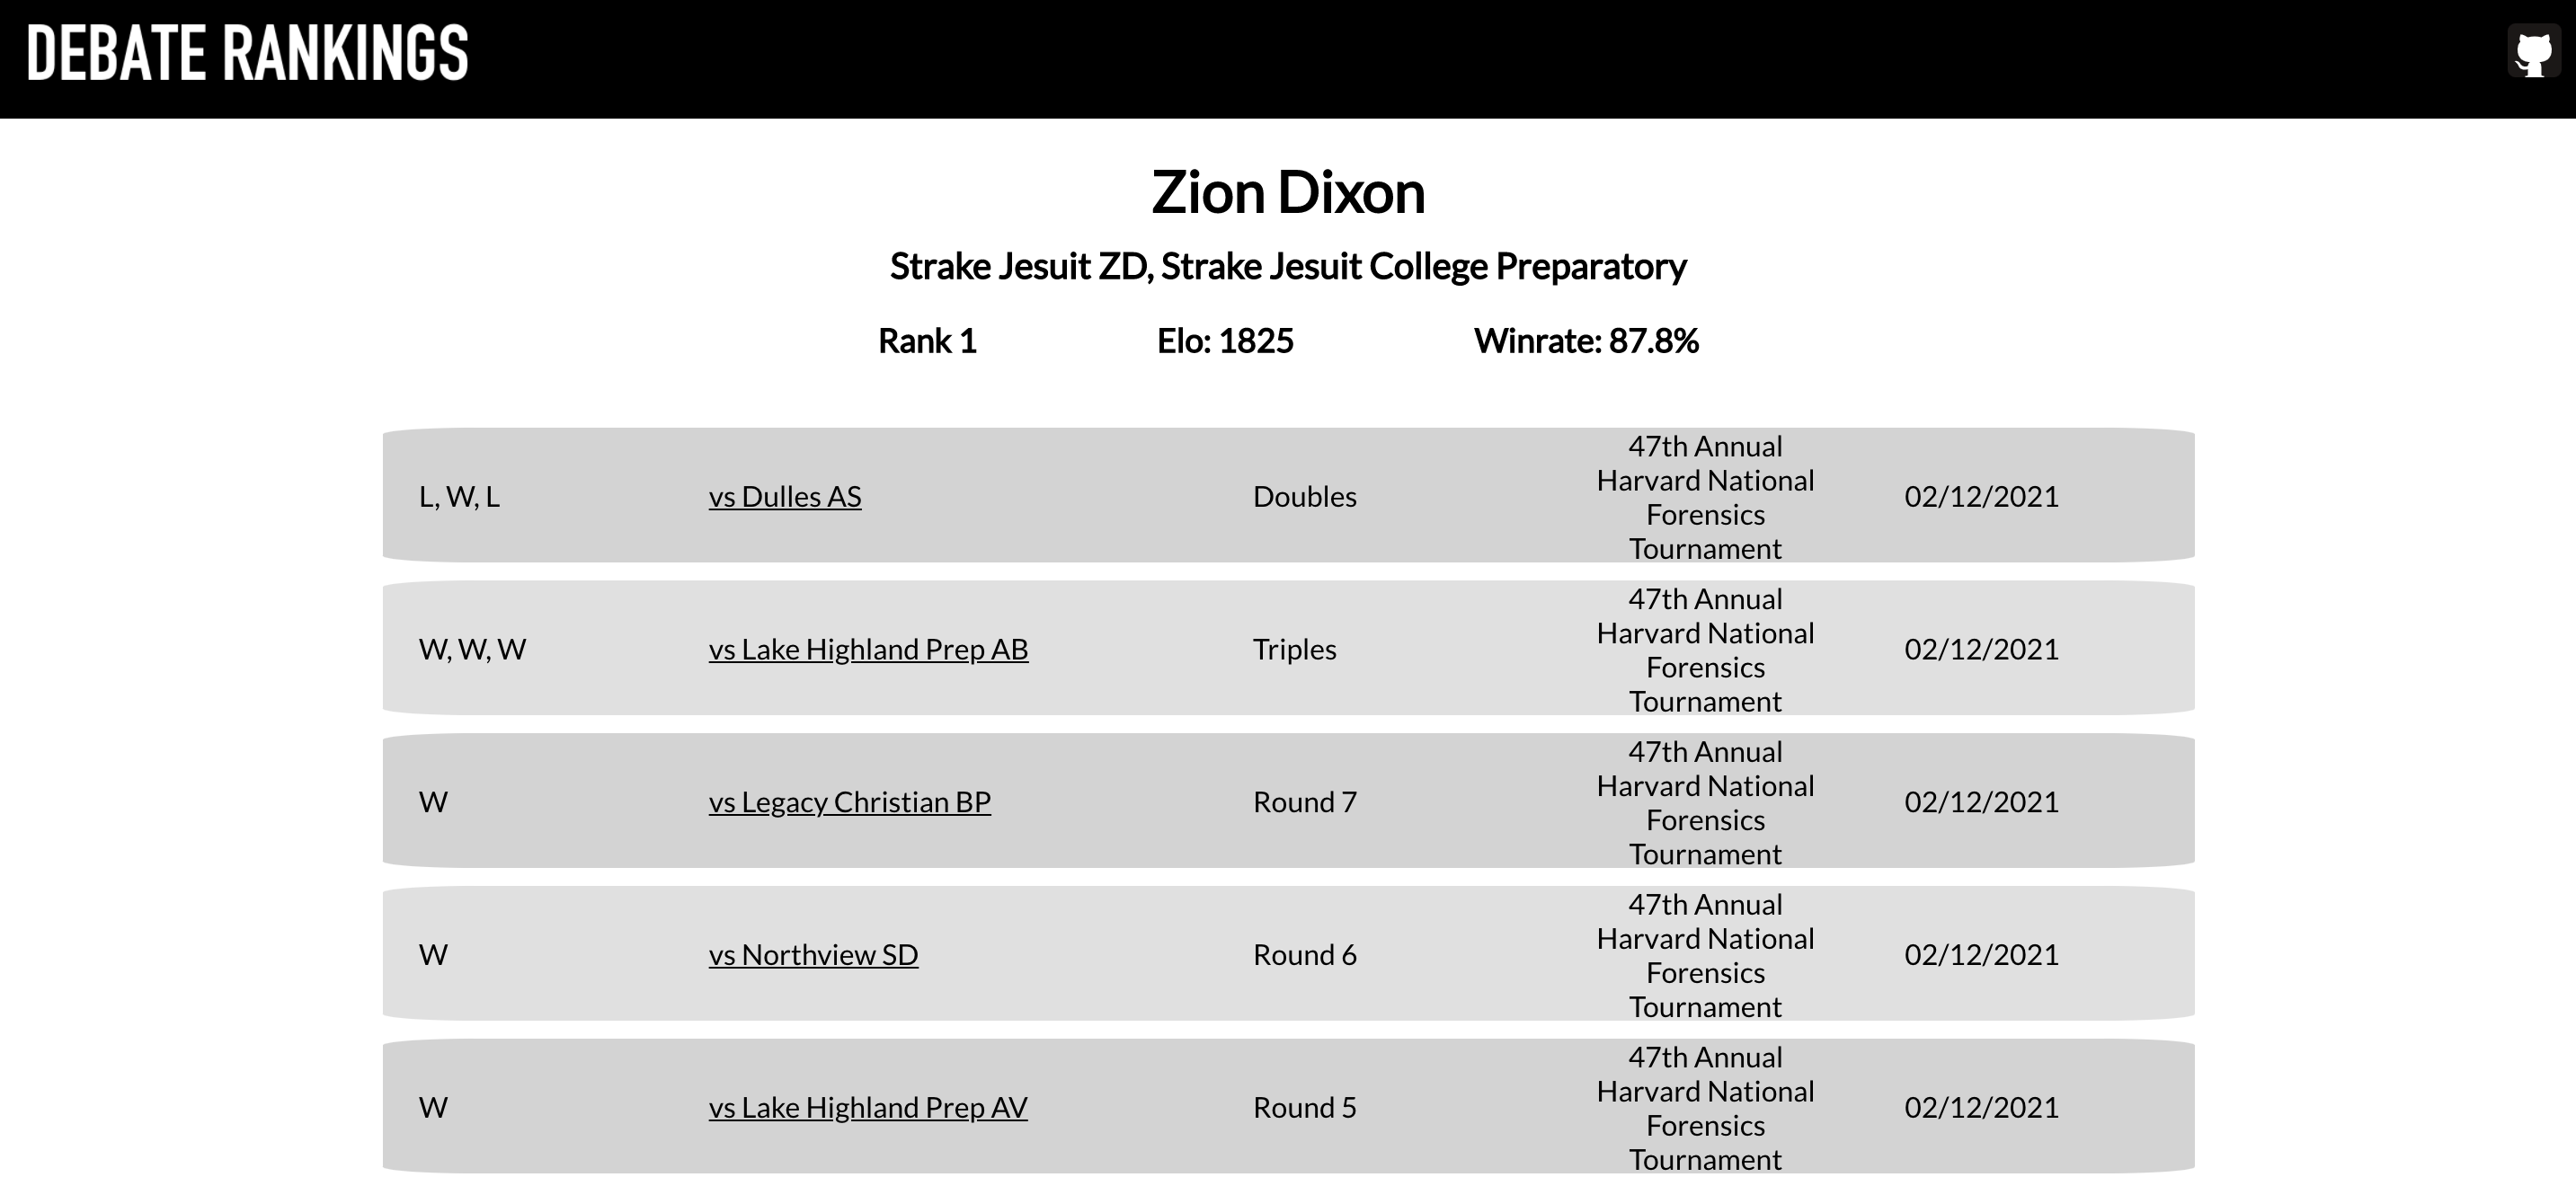 DEBATE RANKINGS
Zion Dixon
Strake Jesuit ZD, Strake Jesuit College Preparatory
Rank 1 Elo: 1825 Winrate: 87.8%
L, W, L vs Dulles AS Doubles 47th Annual
Harvard National
Forensics
Tournament 02/12/2021
W, W, W vs Lake Highland Prep AB Triples 47th Annual
Harvard National
Forensics
Tournament 02/12/2021
W vs Legacy Christian BP Round 7 47th Annual
Harvard National
Forensics
Tournament 02/12/2021
W vs Northview SD Round 6 47th Annual
Harvard National
Forensics
Tournament 02/12/2021
W vs Lake Highland Prep AV Round 5 47th Annual
Harvard National
Forensics
Tournament 02/12/2021